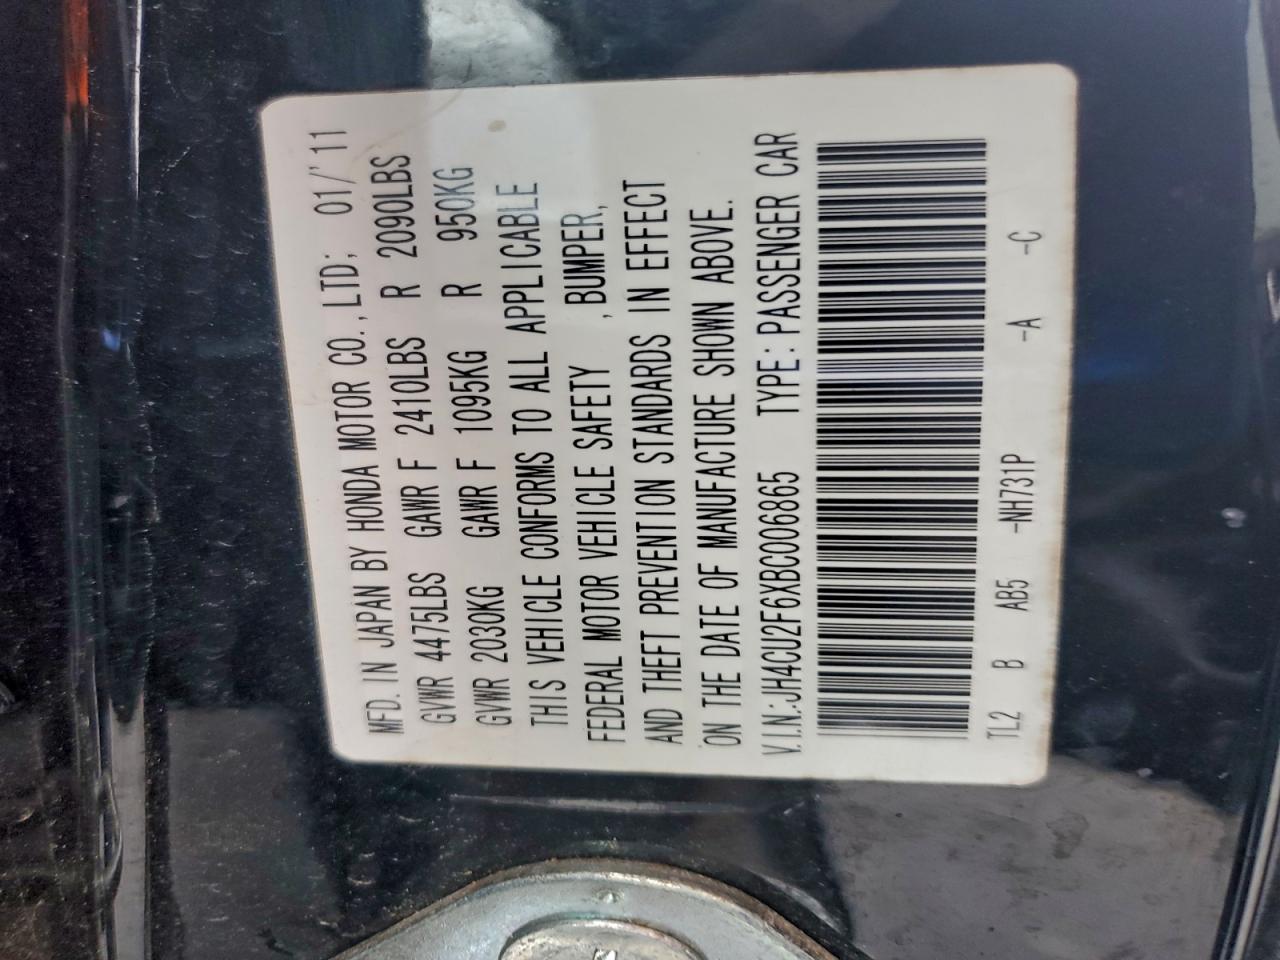 MFD. IN JAPAN BY HONDA MOTOR CO., LTD; 01/'11
GVWR 4475LBS GAWR F 2410LBS R 2090LBS
GVWR 2030KG GAWR F 1095KG R 950KG
THIS VEHICLE CONFORMS TO ALL APPLICABLE
FEDERAL MOTOR VEHICLE SAFETY , BUMPER,
AND THEFT PREVENTION STANDARDS IN EFFECT
ON THE DATE OF MANUFACTURE SHOWN ABOVE.
V.I.N.:JH4CU2F6XBC006865 TYPE: PASSENGER CAR
TL2 B AB5 -NH731P -A -C